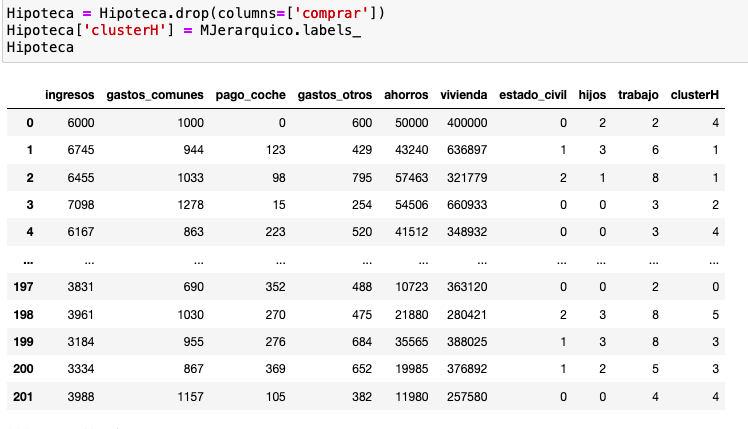 Hipoteca = Hipoteca.drop(columns=['comprar'])
Hipoteca['clusterH'] = MJerarquico.labels_
Hipoteca
ingresos gastos_comunes pago_coche gastos_otros ahorros vivienda estado_civil hijos trabajo clusterH
0 6000 1000 0 600 50000 400000 0 2 2 4
1 6745 944 123 429 43240 636897 1 3 6 1
2 6455 1033 98 795 57463 321779 2 1 8 1
3 7098 1278 15 254 54506 660933 0 0 3 2
4 6167 863 223 520 41512 348932 0 0 3 4
... ... ... ... ... ... ... ... ... ... ...
197 3831 690 352 488 10723 363120 0 0 2 0
198 3961 1030 270 475 21880 280421 2 3 8 5
199 3184 955 276 684 35565 388025 1 3 8 3
200 3334 867 369 652 19985 376892 1 2 5 3
201 3988 1157 105 382 11980 257580 0 0 4 4